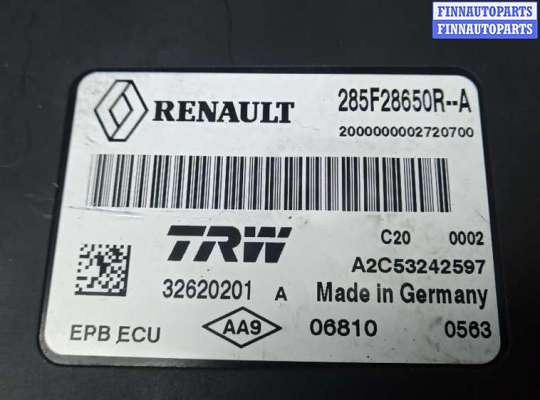 FINNAUTOPARTS
FINNAUTOPARTS
RENAULT 285F28650R--A
2000000002720700
TRW C20 0002
A2C53242597
32620201 A Made in Germany
EPB ECU AA9 06810 0563